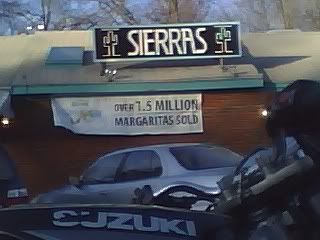 SIERRAS
OVER 1.5 MILLION
MARGARITAS SOLD
SUZUKI